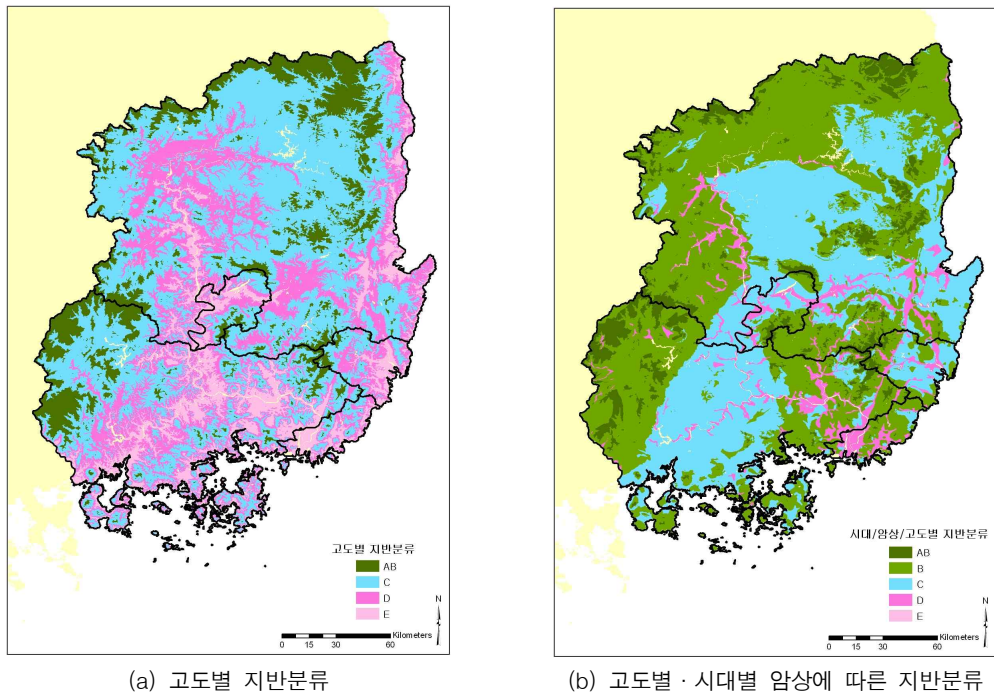 고도별 지반분류
AB
C
D
E
N
0 15 30 60
Kilometers
(a) 고도별 지반분류
시대/암상/고도별 지반분류
AB
B
C
D
E
N
0 15 30 60
Kilometers
(b) 고도별·시대별 암상에 따른 지반분류